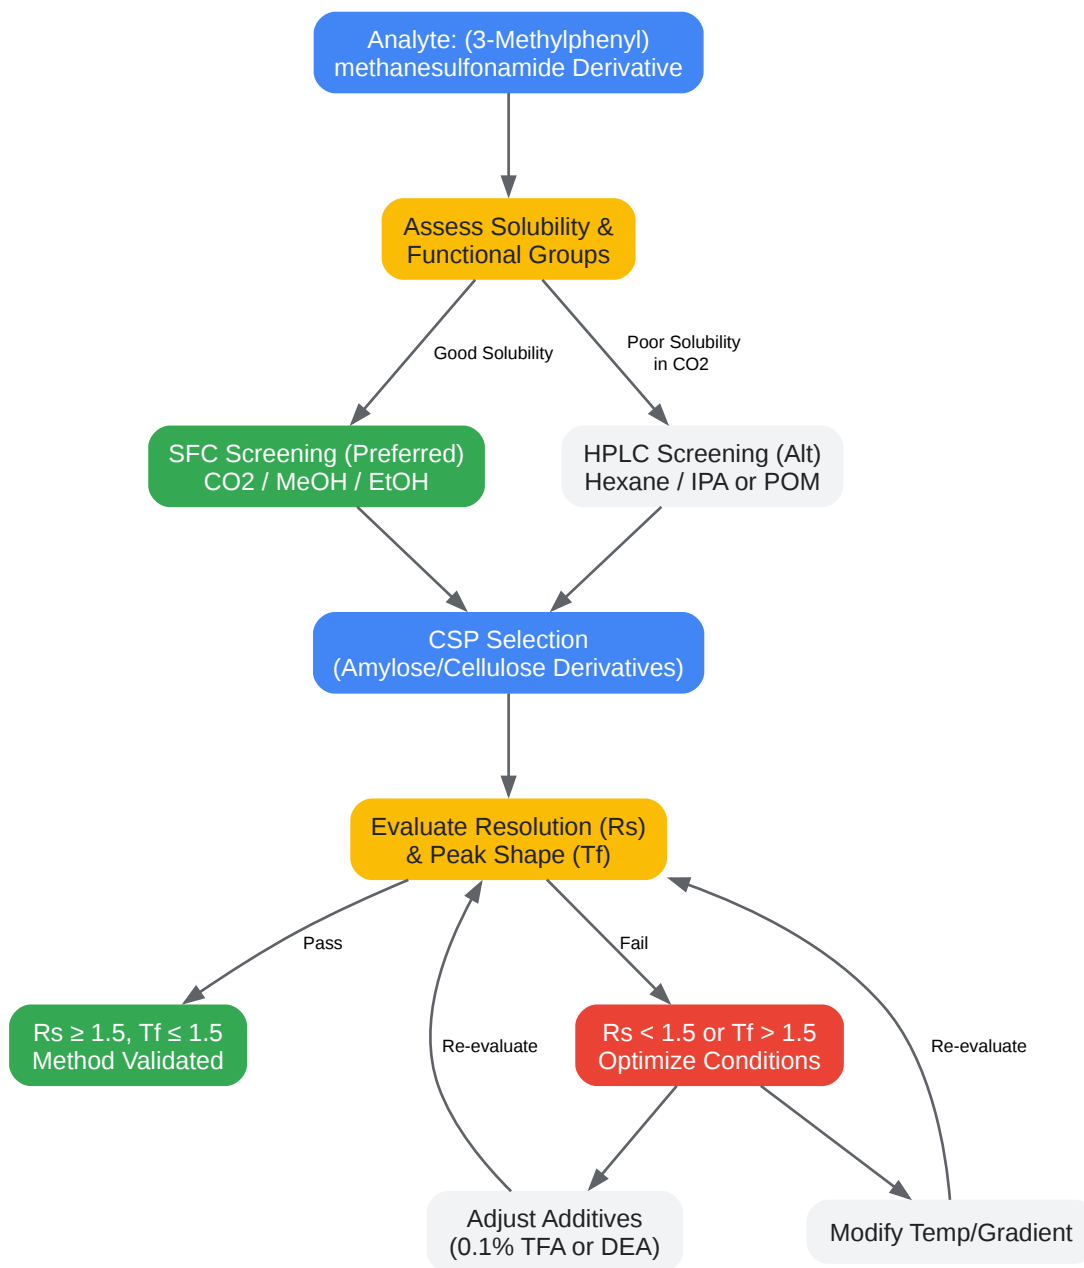 Analyte: (3-Methylphenyl)
methanesulfonamide Derivative
Assess Solubility &
Functional Groups
Good Solubility
Poor Solubility
in CO2
SFC Screening (Preferred)
CO2 / MeOH / EtOH
HPLC Screening (Alt)
Hexane / IPA or POM
CSP Selection
(Amylose/Cellulose Derivatives)
Evaluate Resolution (Rs)
& Peak Shape (Tf)
Pass
Fail
Rs ≥ 1.5, Tf ≤ 1.5
Method Validated
Re-evaluate
Rs < 1.5 or Tf > 1.5
Optimize Conditions
Re-evaluate
Adjust Additives
(0.1% TFA or DEA)
Modify Temp/Gradient